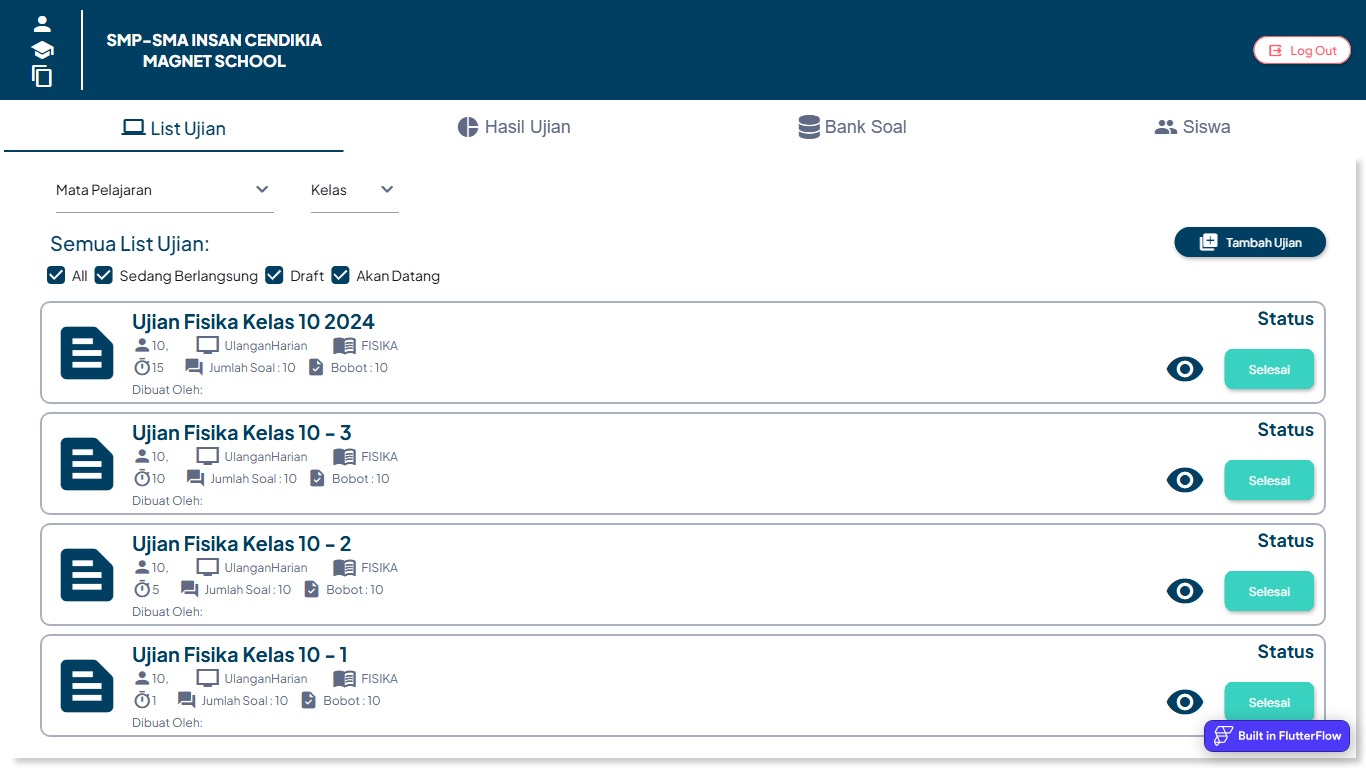 SMP-SMA INSAN CENDIKIA
MAGNET SCHOOL
Log Out
List Ujian
Hasil Ujian
Bank Soal
Siswa
Mata Pelajaran
Kelas
Semua List Ujian:
Tambah Ujian
All
Sedang Berlangsung
Draft
Akan Datang
Ujian Fisika Kelas 10 2024
Status
10, UlanganHarian FISIKA
15 Jumlah Soal : 10 Bobot : 10
Selesai
Dibuat Oleh:
Ujian Fisika Kelas 10 - 3
Status
10, UlanganHarian FISIKA
10 Jumlah Soal : 10 Bobot : 10
Selesai
Dibuat Oleh:
Ujian Fisika Kelas 10 - 2
Status
10, UlanganHarian FISIKA
5 Jumlah Soal : 10 Bobot : 10
Selesai
Dibuat Oleh:
Ujian Fisika Kelas 10 - 1
Status
10, UlanganHarian FISIKA
1 Jumlah Soal : 10 Bobot : 10
Selesai
Dibuat Oleh:
Built in FlutterFlow